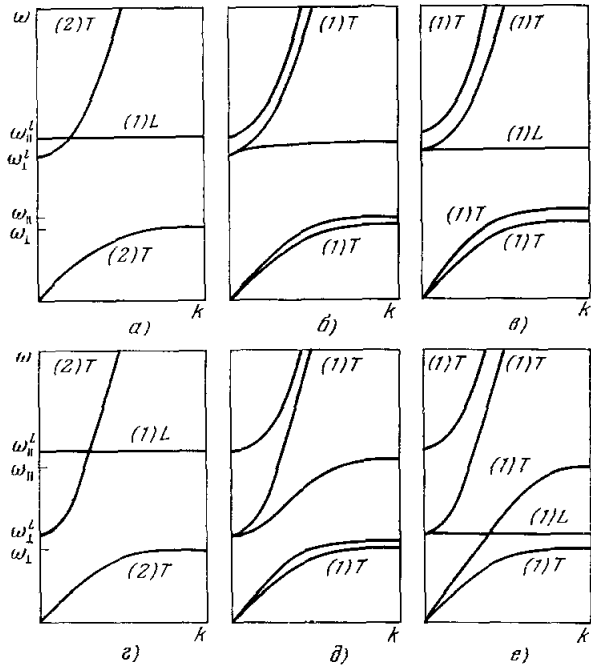 ω (2)T (1)T (1)T (1)T
ω∥ˡ (1)L (1)L
ω⊥ˡ
ω∥ (1)T
ω⊥ (2)T (1)T (1)T
k k k
а) б) в)
ω (2)T (1)T (1)T (1)T
ω∥ˡ (1)L (1)T
ω∥
ω⊥ˡ (1)L
ω⊥ (2)T (1)T (1)T
k k k
г) д) е)